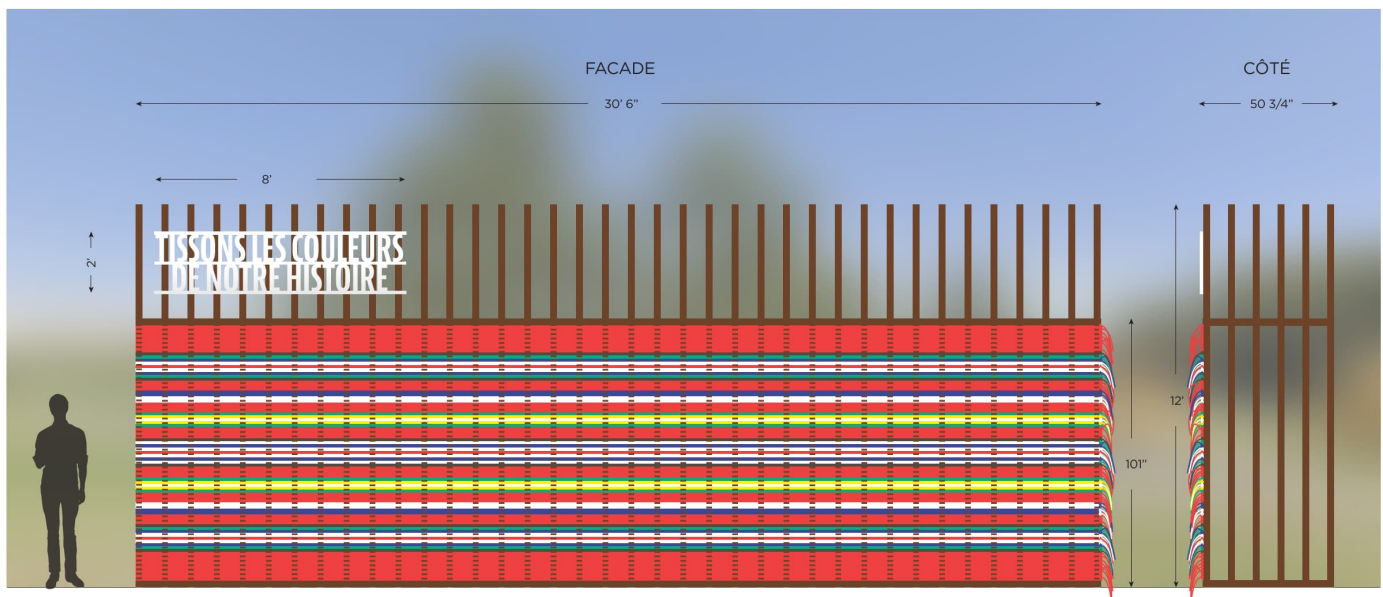 FACADE
CÔTÉ
30' 6"
50 3/4"
8'
2'
TISSONS LES COULEURS
DE NOTRE HISTOIRE
12'
101"